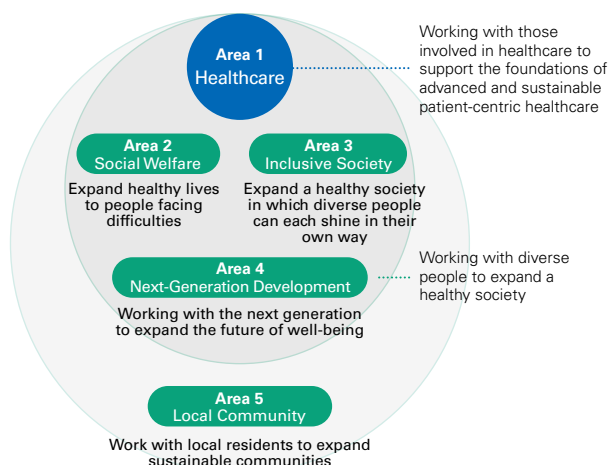 Area 1
Healthcare
Working with those
involved in healthcare to
support the foundations of
advanced and sustainable
patient-centric healthcare
Area 2
Social Welfare
Expand healthy lives
to people facing
difficulties
Area 3
Inclusive Society
Expand a healthy society
in which diverse people
can each shine in their
own way
Area 4
Next-Generation Development
Working with the next generation
to expand the future of well-being
Working with diverse
people to expand a
healthy society
Area 5
Local Community
Work with local residents to expand
sustainable communities